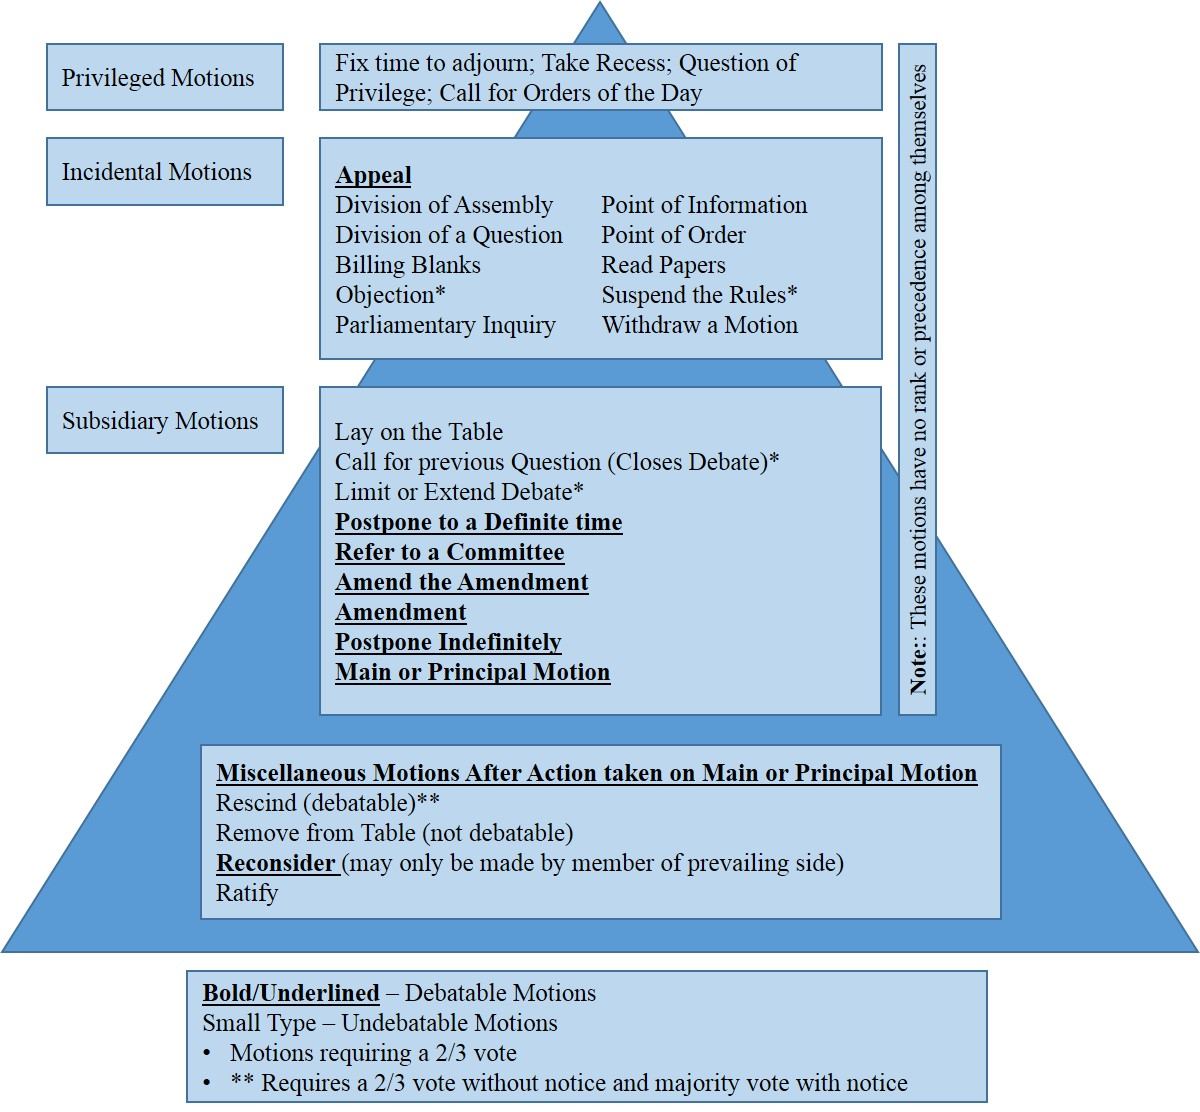 Privileged Motions
Fix time to adjourn; Take Recess; Question of
Privilege; Call for Orders of the Day
Incidental Motions
Appeal
Division of Assembly Point of Information
Division of a Question Point of Order
Billing Blanks Read Papers
Objection* Suspend the Rules*
Parliamentary Inquiry Withdraw a Motion
Subsidiary Motions
Lay on the Table
Call for previous Question (Closes Debate)*
Limit or Extend Debate*
Postpone to a Definite time
Refer to a Committee
Amend the Amendment
Amendment
Postpone Indefinitely
Main or Principal Motion
Note:: These motions have no rank or precedence among themselves
Miscellaneous Motions After Action taken on Main or Principal Motion
Rescind (debatable)**
Remove from Table (not debatable)
Reconsider (may only be made by member of prevailing side)
Ratify
Bold/Underlined – Debatable Motions
Small Type – Undebatable Motions
• Motions requiring a 2/3 vote
• ** Requires a 2/3 vote without notice and majority vote with notice